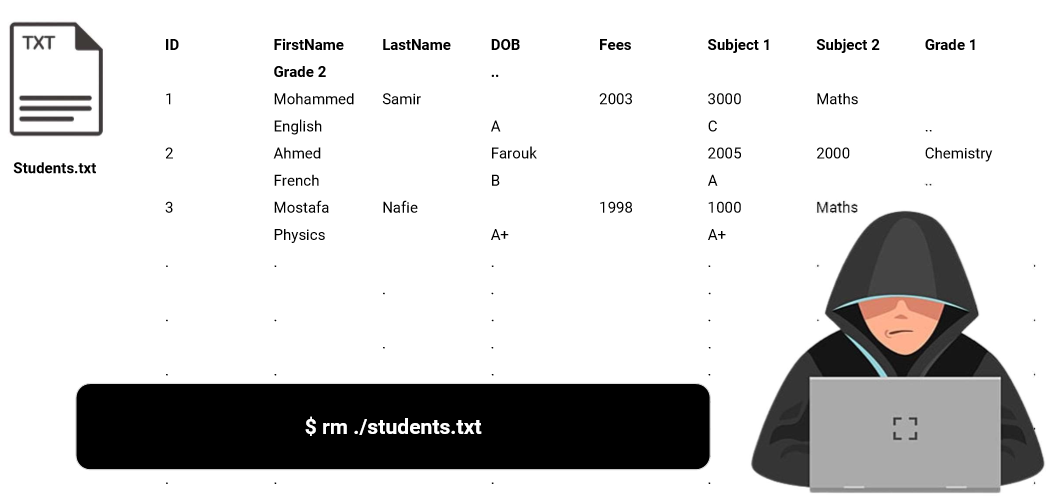 TXT
Students.txt
ID FirstName LastName DOB Fees Subject 1 Subject 2 Grade 1
Grade 2 ..
1 Mohammed Samir 2003 3000 Maths
English A C ..
2 Ahmed Farouk 2005 2000 Chemistry
French B A ..
3 Mostafa Nafie 1998 1000 Maths
Physics A+ A+
. . . . . .
. . .
. . . . . .
. . .
. . . .
$ rm ./students.txt
. . . .